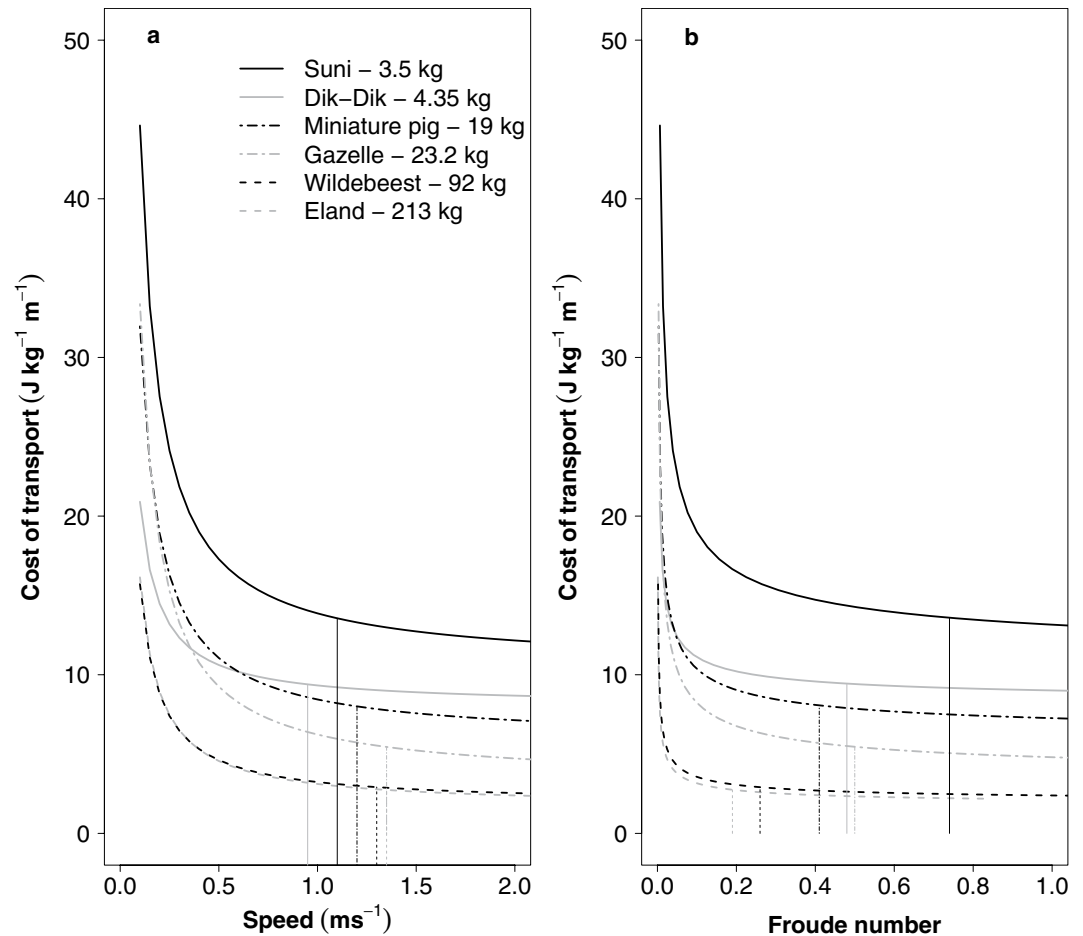 a
Suni – 3.5 kg
Dik–Dik – 4.35 kg
Miniature pig – 19 kg
Gazelle – 23.2 kg
Wildebeest – 92 kg
Eland – 213 kg
50
40
30
20
10
0
Cost of transport (J kg⁻¹ m⁻¹)
0.0 0.5 1.0 1.5 2.0
Speed (ms⁻¹)
b
50
40
30
20
10
0
Cost of transport (J kg⁻¹ m⁻¹)
0.0 0.2 0.4 0.6 0.8 1.0
Froude number